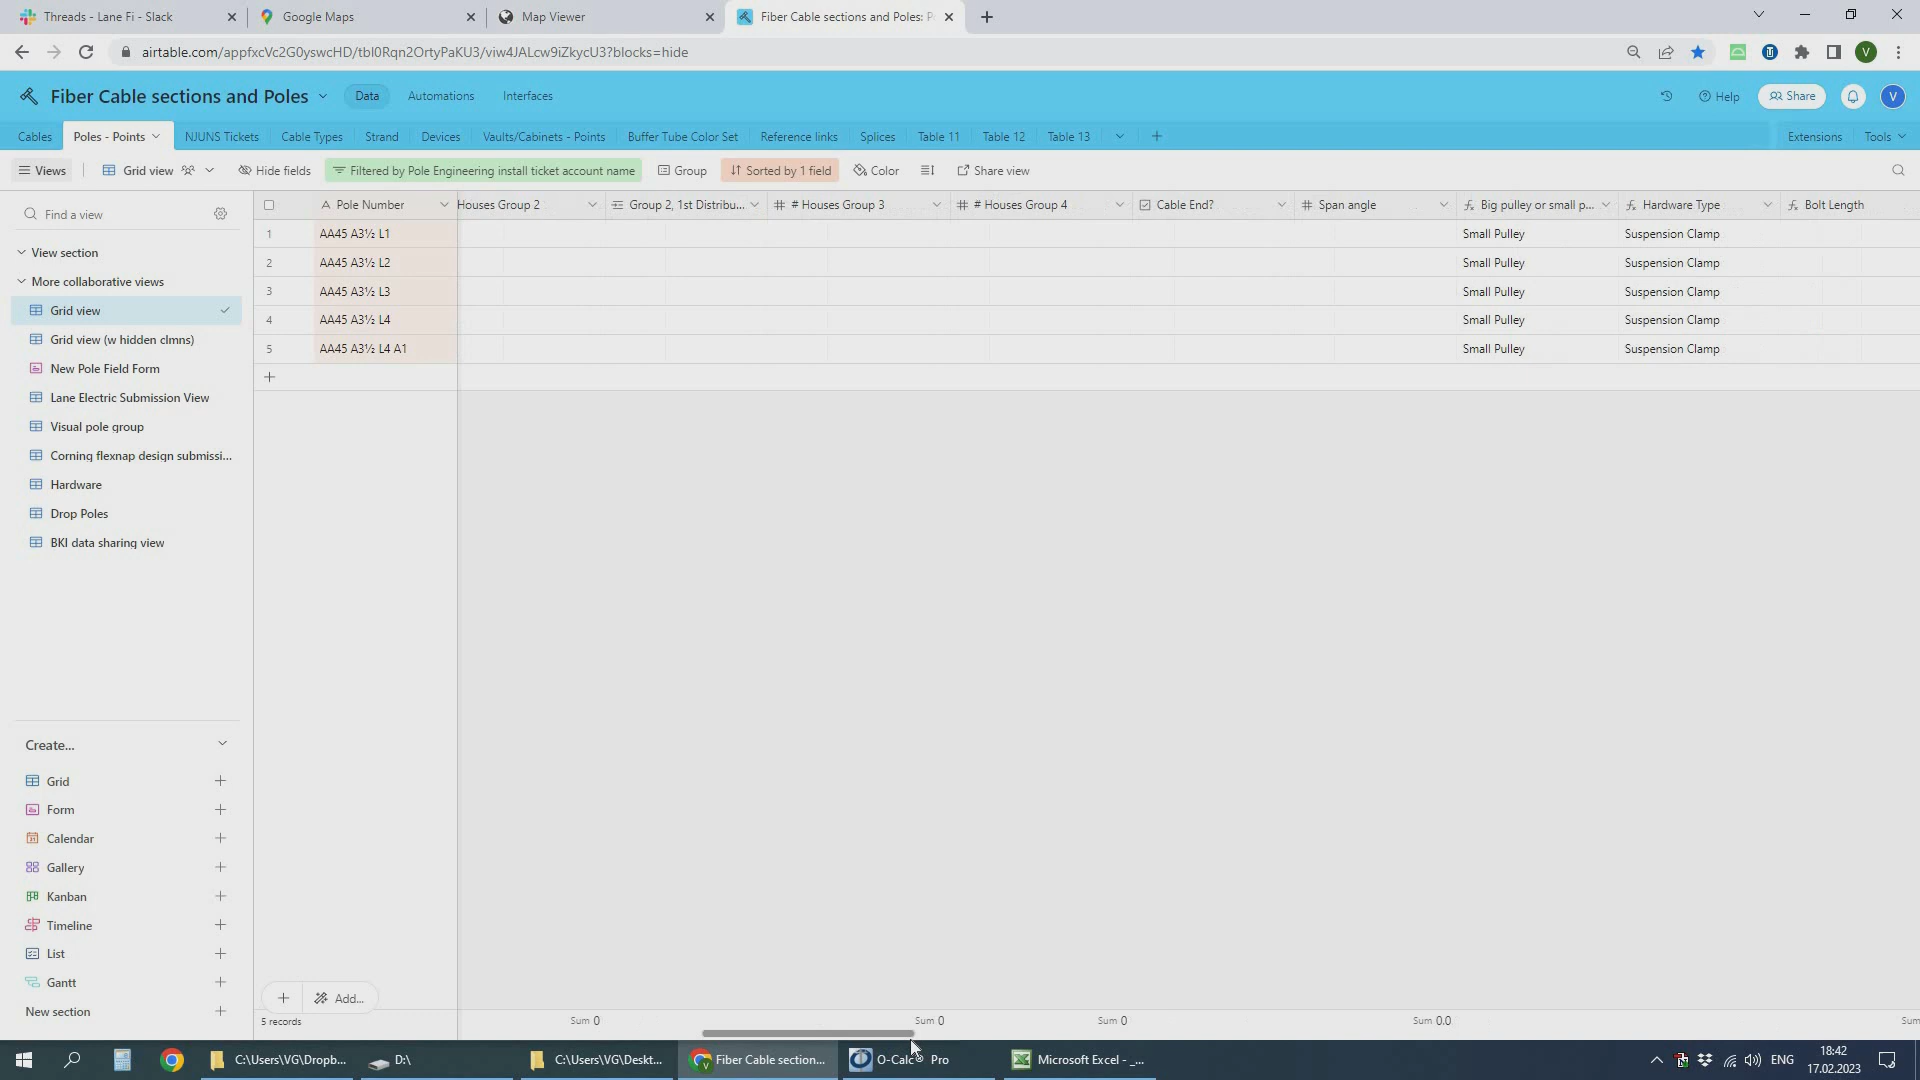 Threads - Lane Fi - Slack
Google Maps
Map Viewer
Fiber Cable sections and Poles: P
airtable.com/appfxcVc2G0yswcHD/tbl0Rqn2OrtyPaKU3/viw4JALcw9iZkycU3?blocks=hide
V
Fiber Cable sections and Poles
Data
Automations
Interfaces
Help
Share
V
Cables
Poles - Points
NJUNS Tickets
Cable Types
Strand
Devices
Vaults/Cabinets - Points
Buffer Tube Color Set
Reference links
Splices
Table 11
Table 12
Table 13
Extensions
Tools
Views
Grid view
Hide fields
Filtered by Pole Engineering install ticket account name
Group
Sorted by 1 field
Color
Share view
Find a view
View section
More collaborative views
Grid view
Grid view (w hidden clmns)
New Pole Field Form
Lane Electric Submission View
Visual pole group
Corning flexnap design submissi...
Hardware
Drop Poles
BKI data sharing view
Create...
Grid
Form
Calendar
Gallery
Kanban
Timeline
List
Gantt
New section
Pole Number
Houses Group 2
Group 2, 1st Distribu...
# Houses Group 3
# Houses Group 4
Cable End?
Span angle
Big pulley or small p...
Hardware Type
Bolt Length
1 AA45 A3½ L1 Small Pulley Suspension Clamp
2 AA45 A3½ L2 Small Pulley Suspension Clamp
3 AA45 A3½ L3 Small Pulley Suspension Clamp
4 AA45 A3½ L4 Small Pulley Suspension Clamp
5 AA45 A3½ L4 A1 Small Pulley Suspension Clamp
Add...
5 records
Sum 0
Sum 0
Sum 0
Sum 0.0
Sum
C:\Users\VG\Dropb...
D:\
C:\Users\VG\Deskt...
Fiber Cable section...
O-Calc® Pro
Microsoft Excel - _...
ENG
18:42
17.02.2023